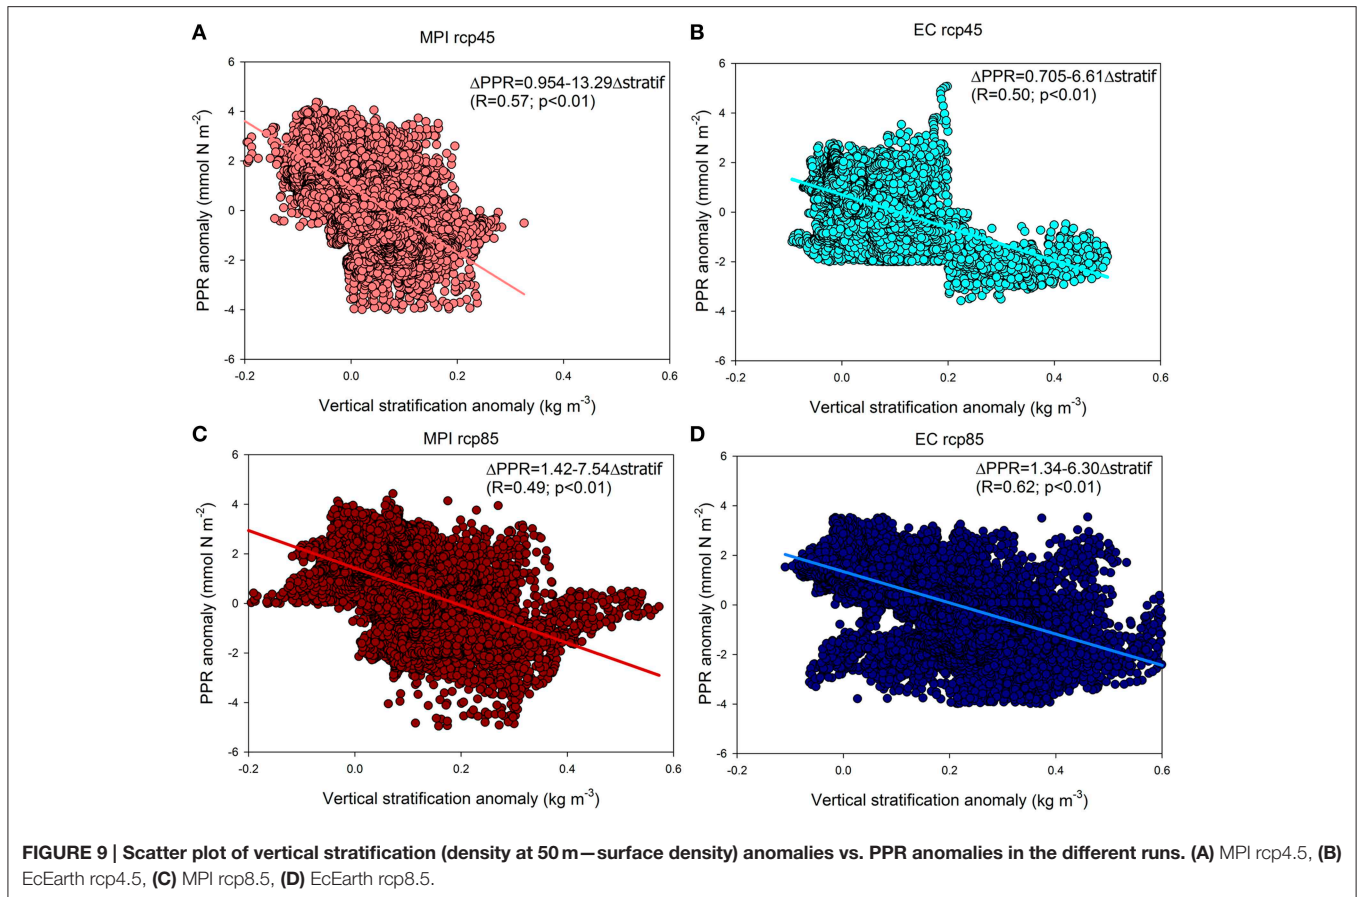 A
MPI rcp45
ΔPPR=0.954-13.29Δstratif
(R=0.57; p<0.01)
PPR anomaly (mmol N m-2)
6
4
2
0
-2
-4
-6
-0.2 0.0 0.2 0.4 0.6
Vertical stratification anomaly (kg m-3)
B
EC rcp45
ΔPPR=0.705-6.61Δstratif
(R=0.50; p<0.01)
PPR anomaly (mmol N m-2)
6
4
2
0
-2
-4
-6
-0.2 0.0 0.2 0.4 0.6
Vertical stratification anomaly (kg m-3)
C
MPI rcp85
ΔPPR=1.42-7.54Δstratif
(R=0.49; p<0.01)
PPR anomaly (mmol N m-2)
6
4
2
0
-2
-4
-6
-0.2 0.0 0.2 0.4 0.6
Vertical stratification anomaly (kg m-3)
D
EC rcp85
ΔPPR=1.34-6.30Δstratif
(R=0.62; p<0.01)
PPR anomaly (mmol N m-2)
6
4
2
0
-2
-4
-6
-0.2 0.0 0.2 0.4 0.6
Vertical stratification anomaly (kg m-3)
FIGURE 9 | Scatter plot of vertical stratification (density at 50 m—surface density) anomalies vs. PPR anomalies in the different runs. (A) MPI rcp4.5, (B)
EcEarth rcp4.5, (C) MPI rcp8.5, (D) EcEarth rcp8.5.